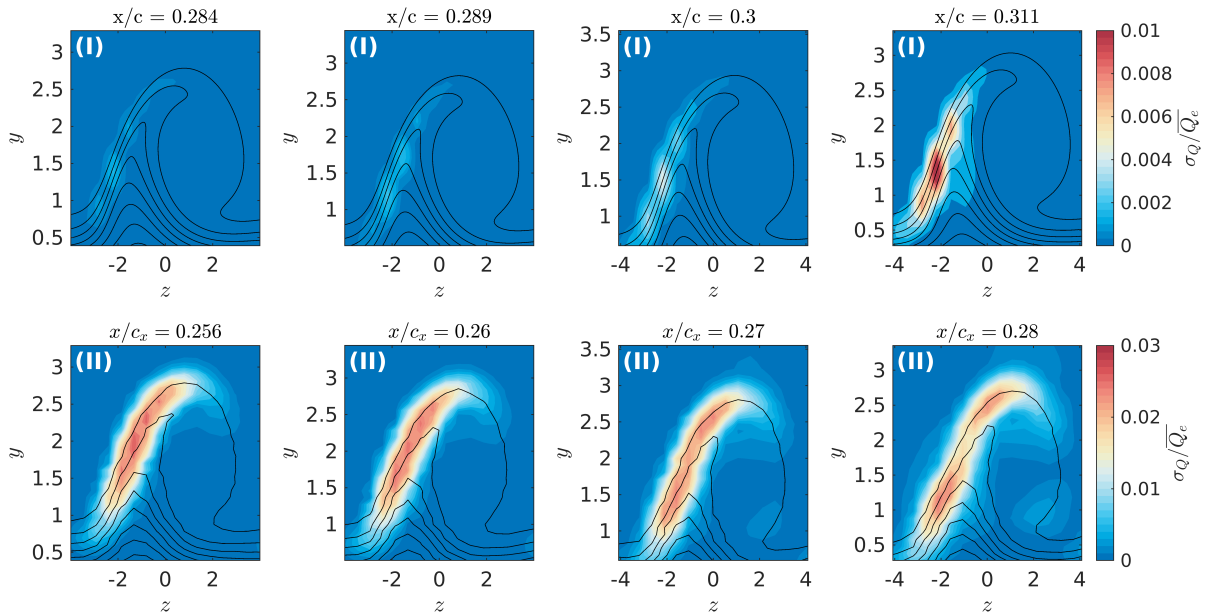 x/c = 0.284
x/c = 0.289
x/c = 0.3
x/c = 0.311
(I)
(I)
(I)
(I)
3
2.5
2
1.5
1
0.5
y
-2
0
2
z
3
2.5
2
1.5
1
y
-2
0
2
z
3.5
3
2.5
2
1.5
1
y
-4
-2
0
2
4
z
3
2.5
2
1.5
1
0.5
y
-4
-2
0
2
4
z
0.01
0.008
0.006
0.004
0.002
0
σ_Q/\overline{Q_e}
x/c_x = 0.256
x/c_x = 0.26
x/c_x = 0.27
x/c_x = 0.28
(II)
(II)
(II)
(II)
3
2.5
2
1.5
1
0.5
y
-2
0
2
z
3
2.5
2
1.5
1
y
-2
0
2
z
3.5
3
2.5
2
1.5
1
y
-4
-2
0
2
4
z
3
2.5
2
1.5
1
0.5
y
-4
-2
0
2
4
z
0.03
0.02
0.01
0
σ_Q/\overline{Q_e}